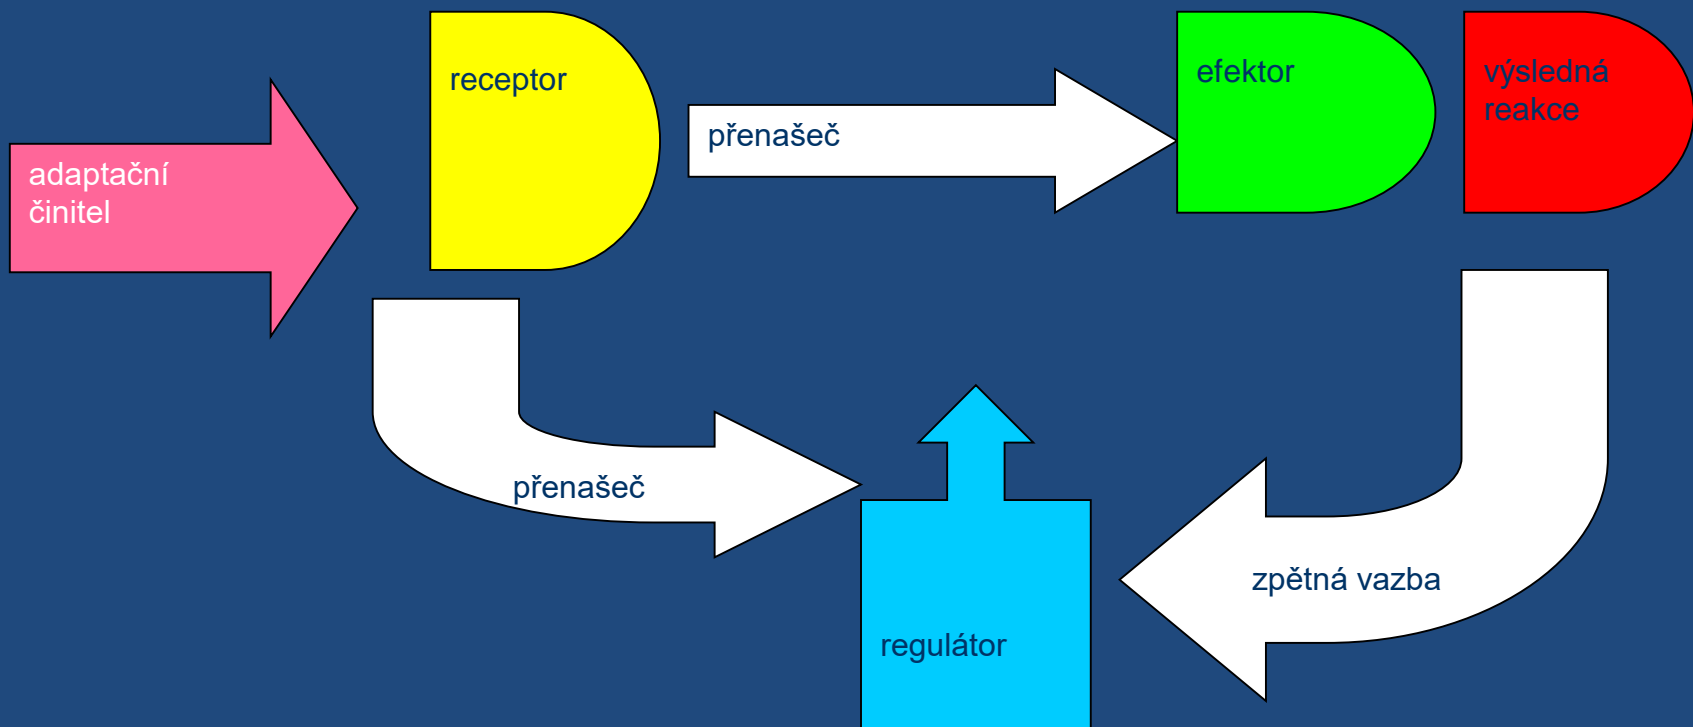 receptor
efektor
výsledná
reakce
přenašeč
adaptační
činitel
přenašeč
zpětná vazba
regulátor